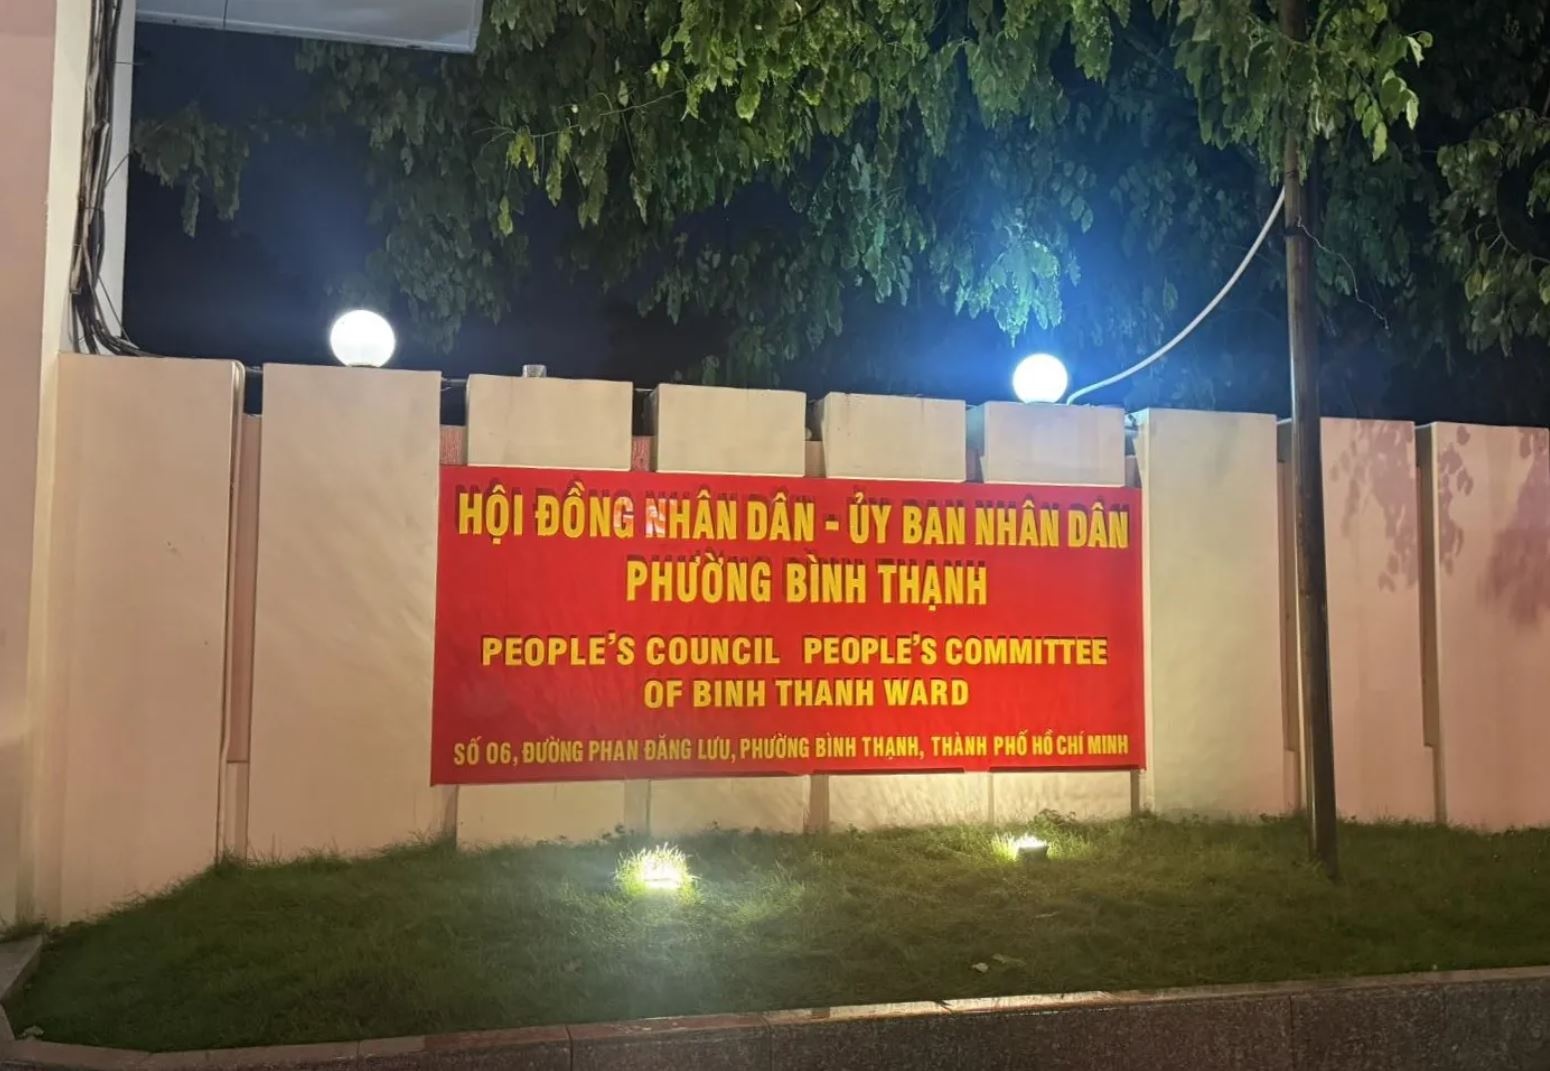 HỘI ĐỒNG NHÂN DÂN - ỦY BAN NHÂN DÂN
PHƯỜNG BÌNH THẠNH
PEOPLE'S COUNCIL PEOPLE'S COMMITTEE
OF BINH THANH WARD
SỐ 06, ĐƯỜNG PHAN ĐĂNG LƯU, PHƯỜNG BÌNH THẠNH, THÀNH PHỐ HỒ CHÍ MINH